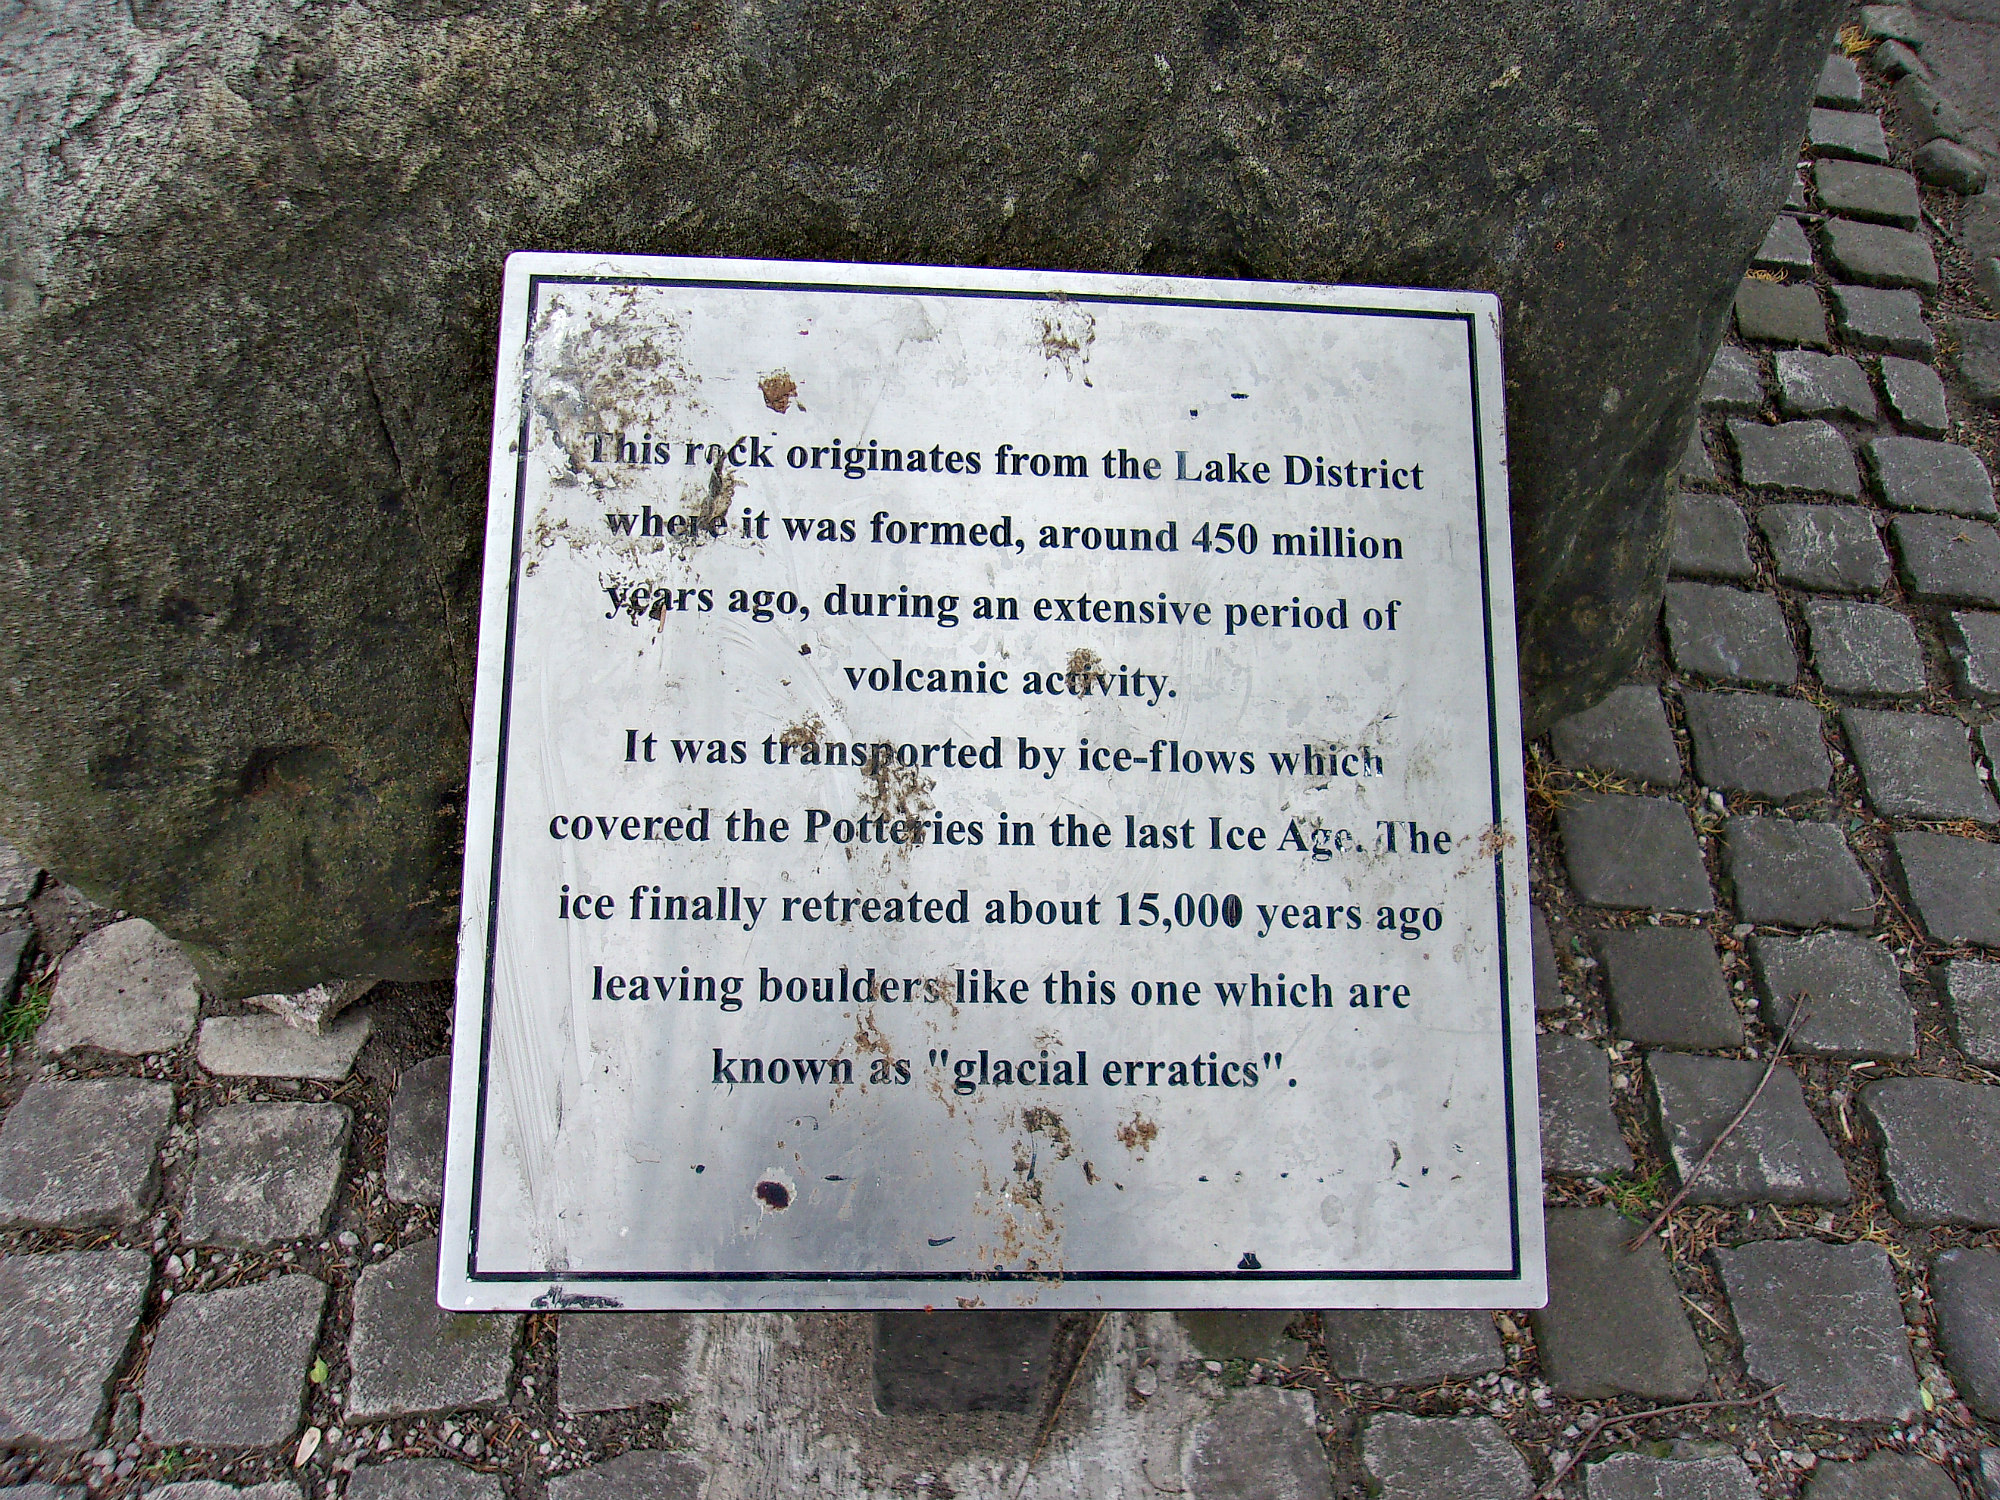 This rock originates from the Lake District
where it was formed, around 450 million
years ago, during an extensive period of
volcanic activity.
It was transported by ice-flows which
covered the Potteries in the last Ice Age. The
ice finally retreated about 15,000 years ago
leaving boulders like this one which are
known as "glacial erratics".